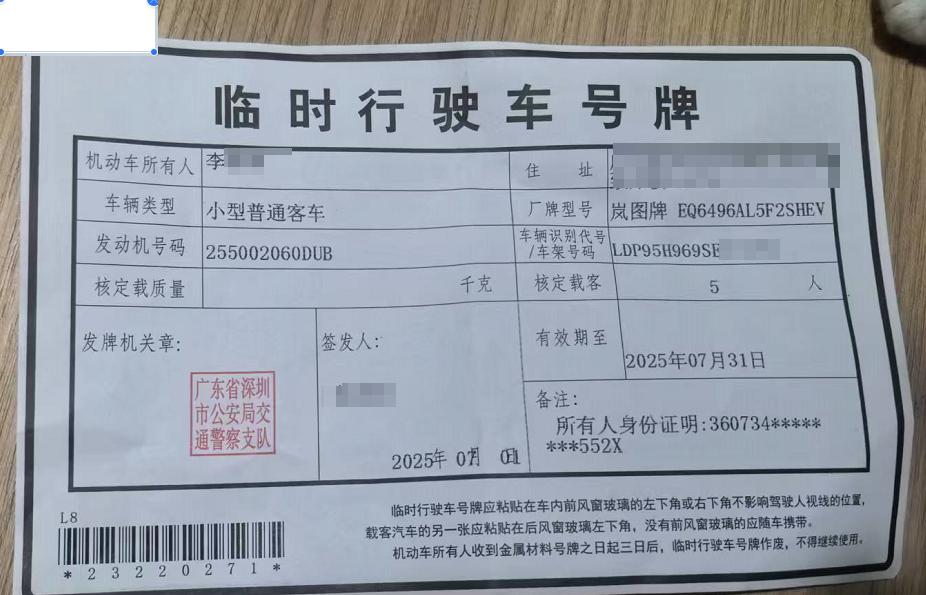 临时行驶车号牌
机动车所有人 李 住 址
车辆类型 小型普通客车 厂牌型号 岚图牌 EQ6496AL5F2SHEV
发动机号码 255002060DUB 车辆识别代号/车架号码 LDP95H969SE
核定载质量 千克 核定载客 5 人
发牌机关章: 签发人: 有效期至
2025年07月31日
广东省深圳
市公安局交
通警察支队
备注:
所有人身份证明:360734*****
***552X
2025年 07月 01日
临时行驶车号牌应粘贴在车内前风窗玻璃的左下角或右下角不影响驾驶人视线的位置,
载客汽车的另一张应粘贴在后风窗玻璃左下角，没有前风窗玻璃的应随车携带。
机动车所有人收到金属材料号牌之日起三日后，临时行驶车号牌作废，不得继续使用。
L8
*23220271*